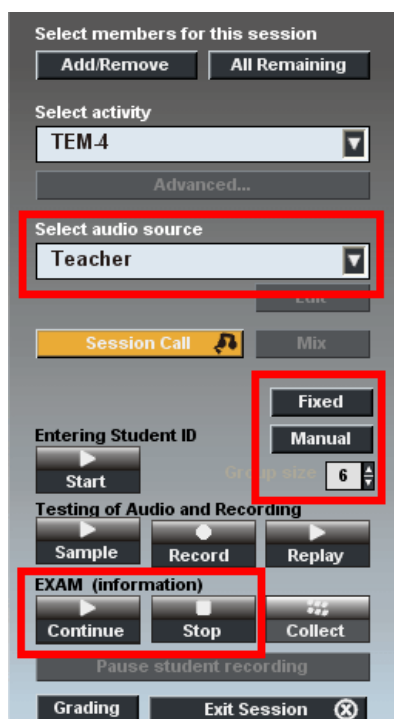 Select members for this session
Add/Remove All Remaining
Select activity
TEM-4
Advanced...
Select audio source
Teacher
Edit
Session Call Mix
Fixed
Entering Student ID Manual
Start Group size 6
Testing of Audio and Recording
Sample Record Replay
EXAM (information)
Continue Stop Collect
Pause student recording
Grading Exit Session